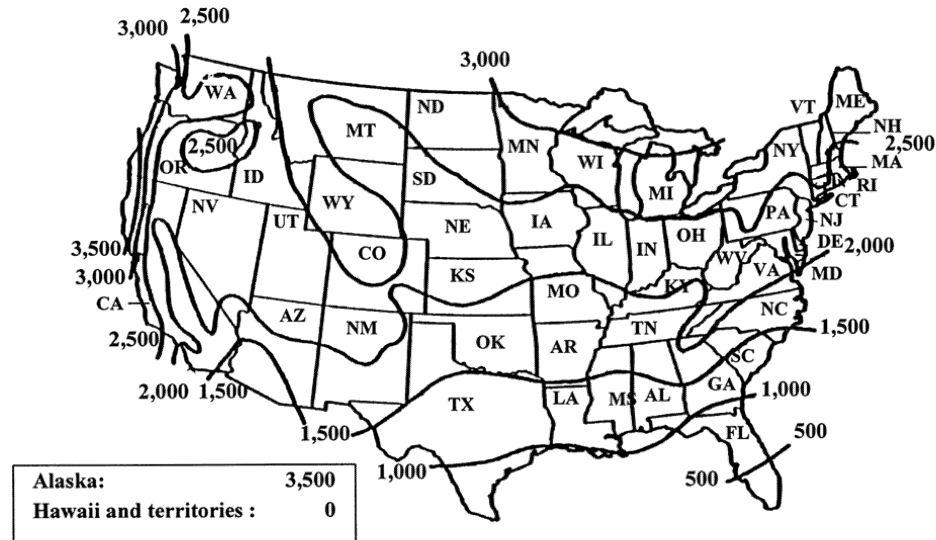 3,000 2,500
3,000
WA
ND
MT
MN
VT
ME
NH
2,500
2,500
OR
ID
SD
WI
MI
NY
MA
RI
CT
NV
UT
WY
NE
IA
PA
NJ
CO
IL
IN
OH
WV
DE
2,000
3,500
3,000
KS
MO
KY
VA
MD
CA
AZ
NM
OK
AR
TN
NC
2,500
1,500
SC
2,000
1,500
TX
LA
MS
AL
GA
1,000
1,500
FL
500
1,000
500
Alaska: 3,500
Hawaii and territories : 0